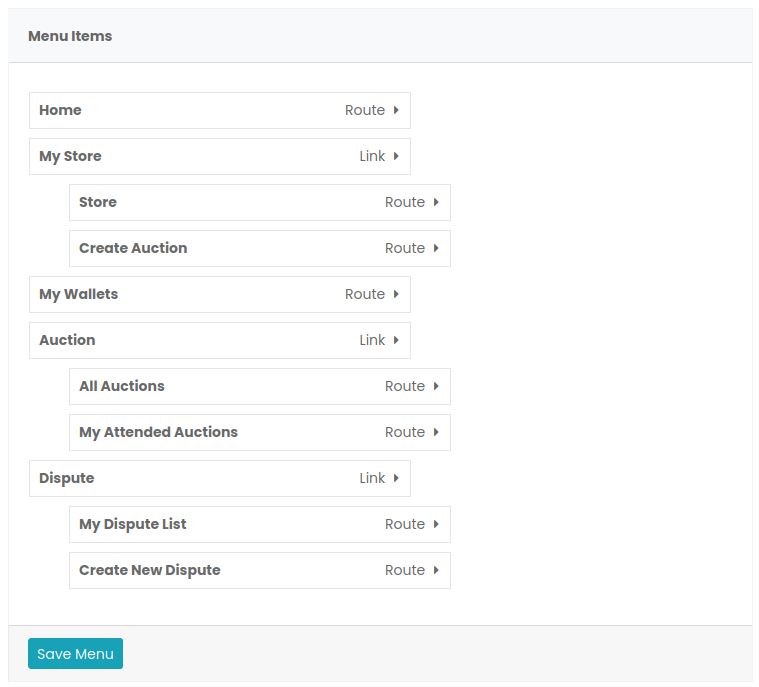 Menu Items
Home Route
My Store Link
Store Route
Create Auction Route
My Wallets Route
Auction Link
All Auctions Route
My Attended Auctions Route
Dispute Link
My Dispute List Route
Create New Dispute Route
Save Menu